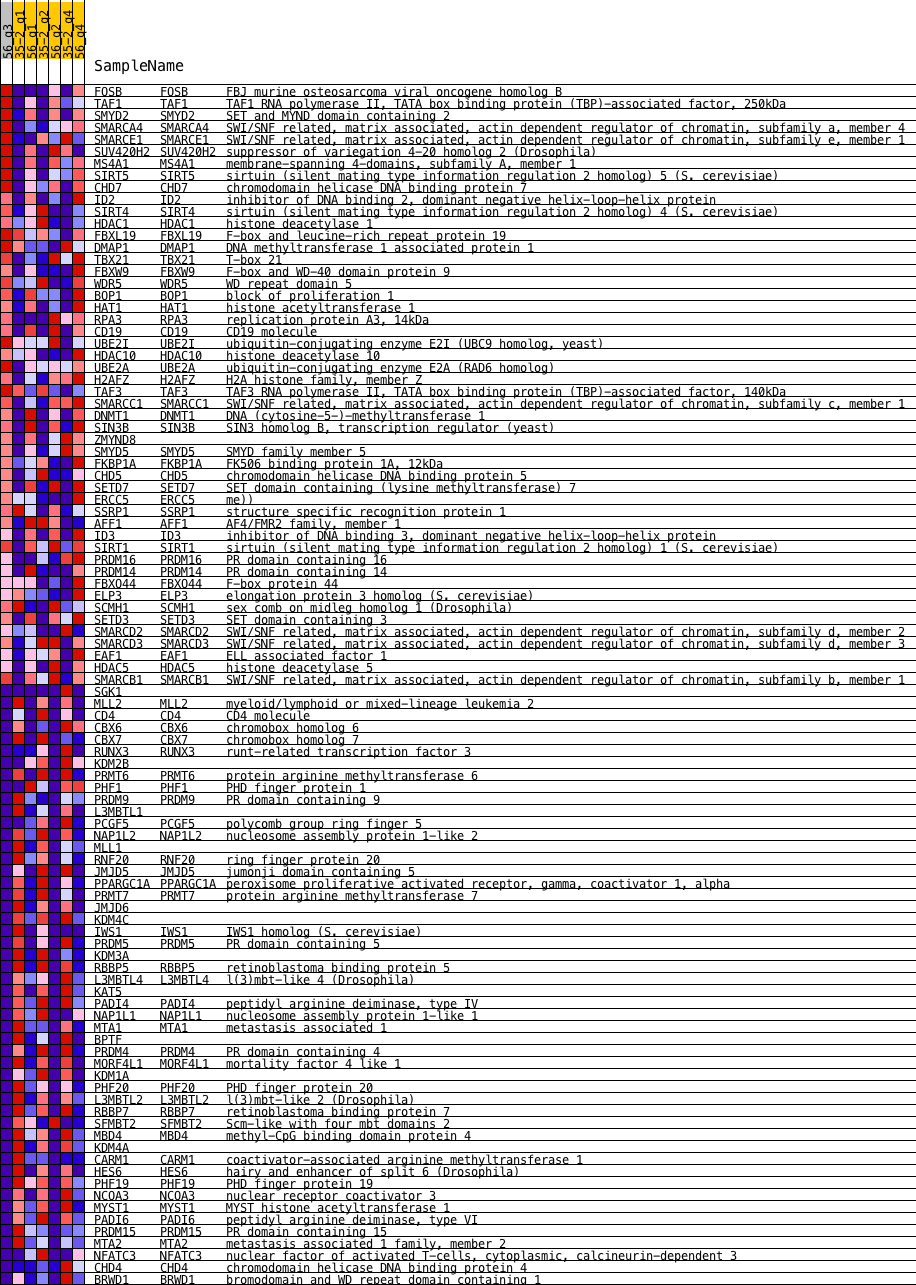 56_q3
35-2_q1
56_q1
35-2_q2
56_q2
35-2_q4
56_q4
SampleName
FOSB FOSB FBJ murine osteosarcoma viral oncogene homolog B
TAF1 TAF1 TAF1 RNA polymerase II, TATA box binding protein (TBP)-associated factor, 250kDa
SMYD2 SMYD2 SET and MYND domain containing 2
SMARCA4 SMARCA4 SWI/SNF related, matrix associated, actin dependent regulator of chromatin, subfamily a, member 4
SMARCE1 SMARCE1 SWI/SNF related, matrix associated, actin dependent regulator of chromatin, subfamily e, member 1
SUV420H2 SUV420H2 suppressor of variegation 4-20 homolog 2 (Drosophila)
MS4A1 MS4A1 membrane-spanning 4-domains, subfamily A, member 1
SIRT5 SIRT5 sirtuin (silent mating type information regulation 2 homolog) 5 (S. cerevisiae)
CHD7 CHD7 chromodomain helicase DNA binding protein 7
ID2 ID2 inhibitor of DNA binding 2, dominant negative helix-loop-helix protein
SIRT4 SIRT4 sirtuin (silent mating type information regulation 2 homolog) 4 (S. cerevisiae)
HDAC1 HDAC1 histone deacetylase 1
FBXL19 FBXL19 F-box and leucine-rich repeat protein 19
DMAP1 DMAP1 DNA methyltransferase 1 associated protein 1
TBX21 TBX21 T-box 21
FBXW9 FBXW9 F-box and WD-40 domain protein 9
WDR5 WDR5 WD repeat domain 5
BOP1 BOP1 block of proliferation 1
HAT1 HAT1 histone acetyltransferase 1
RPA3 RPA3 replication protein A3, 14kDa
CD19 CD19 CD19 molecule
UBE2I UBE2I ubiquitin-conjugating enzyme E2I (UBC9 homolog, yeast)
HDAC10 HDAC10 histone deacetylase 10
UBE2A UBE2A ubiquitin-conjugating enzyme E2A (RAD6 homolog)
H2AFZ H2AFZ H2A histone family, member Z
TAF3 TAF3 TAF3 RNA polymerase II, TATA box binding protein (TBP)-associated factor, 140kDa
SMARCC1 SMARCC1 SWI/SNF related, matrix associated, actin dependent regulator of chromatin, subfamily c, member 1
DNMT1 DNMT1 DNA (cytosine-5-)-methyltransferase 1
SIN3B SIN3B SIN3 homolog B, transcription regulator (yeast)
ZMYND8
SMYD5 SMYD5 SMYD family member 5
FKBP1A FKBP1A FK506 binding protein 1A, 12kDa
CHD5 CHD5 chromodomain helicase DNA binding protein 5
SETD7 SETD7 SET domain containing (lysine methyltransferase) 7
ERCC5 ERCC5 me))
SSRP1 SSRP1 structure specific recognition protein 1
AFF1 AFF1 AF4/FMR2 family, member 1
ID3 ID3 inhibitor of DNA binding 3, dominant negative helix-loop-helix protein
SIRT1 SIRT1 sirtuin (silent mating type information regulation 2 homolog) 1 (S. cerevisiae)
PRDM16 PRDM16 PR domain containing 16
PRDM14 PRDM14 PR domain containing 14
FBXO44 FBXO44 F-box protein 44
ELP3 ELP3 elongation protein 3 homolog (S. cerevisiae)
SCMH1 SCMH1 sex comb on midleg homolog 1 (Drosophila)
SETD3 SETD3 SET domain containing 3
SMARCD2 SMARCD2 SWI/SNF related, matrix associated, actin dependent regulator of chromatin, subfamily d, member 2
SMARCD3 SMARCD3 SWI/SNF related, matrix associated, actin dependent regulator of chromatin, subfamily d, member 3
EAF1 EAF1 ELL associated factor 1
HDAC5 HDAC5 histone deacetylase 5
SMARCB1 SMARCB1 SWI/SNF related, matrix associated, actin dependent regulator of chromatin, subfamily b, member 1
SGK1
MLL2 MLL2 myeloid/lymphoid or mixed-lineage leukemia 2
CD4 CD4 CD4 molecule
CBX6 CBX6 chromobox homolog 6
CBX7 CBX7 chromobox homolog 7
RUNX3 RUNX3 runt-related transcription factor 3
KDM2B
PRMT6 PRMT6 protein arginine methyltransferase 6
PHF1 PHF1 PHD finger protein 1
PRDM9 PRDM9 PR domain containing 9
L3MBTL1
PCGF5 PCGF5 polycomb group ring finger 5
NAP1L2 NAP1L2 nucleosome assembly protein 1-like 2
MLL1
RNF20 RNF20 ring finger protein 20
JMJD5 JMJD5 jumonji domain containing 5
PPARGC1A PPARGC1A peroxisome proliferative activated receptor, gamma, coactivator 1, alpha
PRMT7 PRMT7 protein arginine methyltransferase 7
JMJD6
KDM4C
IWS1 IWS1 IWS1 homolog (S. cerevisiae)
PRDM5 PRDM5 PR domain containing 5
KDM3A
RBBP5 RBBP5 retinoblastoma binding protein 5
L3MBTL4 L3MBTL4 l(3)mbt-like 4 (Drosophila)
KAT5
PADI4 PADI4 peptidyl arginine deiminase, type IV
NAP1L1 NAP1L1 nucleosome assembly protein 1-like 1
MTA1 MTA1 metastasis associated 1
BPTF
PRDM4 PRDM4 PR domain containing 4
MORF4L1 MORF4L1 mortality factor 4 like 1
KDM1A
PHF20 PHF20 PHD finger protein 20
L3MBTL2 L3MBTL2 l(3)mbt-like 2 (Drosophila)
RBBP7 RBBP7 retinoblastoma binding protein 7
SFMBT2 SFMBT2 Scm-like with four mbt domains 2
MBD4 MBD4 methyl-CpG binding domain protein 4
KDM4A
CARM1 CARM1 coactivator-associated arginine methyltransferase 1
HES6 HES6 hairy and enhancer of split 6 (Drosophila)
PHF19 PHF19 PHD finger protein 19
NCOA3 NCOA3 nuclear receptor coactivator 3
MYST1 MYST1 MYST histone acetyltransferase 1
PADI6 PADI6 peptidyl arginine deiminase, type VI
PRDM15 PRDM15 PR domain containing 15
MTA2 MTA2 metastasis associated 1 family, member 2
NFATC3 NFATC3 nuclear factor of activated T-cells, cytoplasmic, calcineurin-dependent 3
CHD4 CHD4 chromodomain helicase DNA binding protein 4
BRWD1 BRWD1 bromodomain and WD repeat domain containing 1